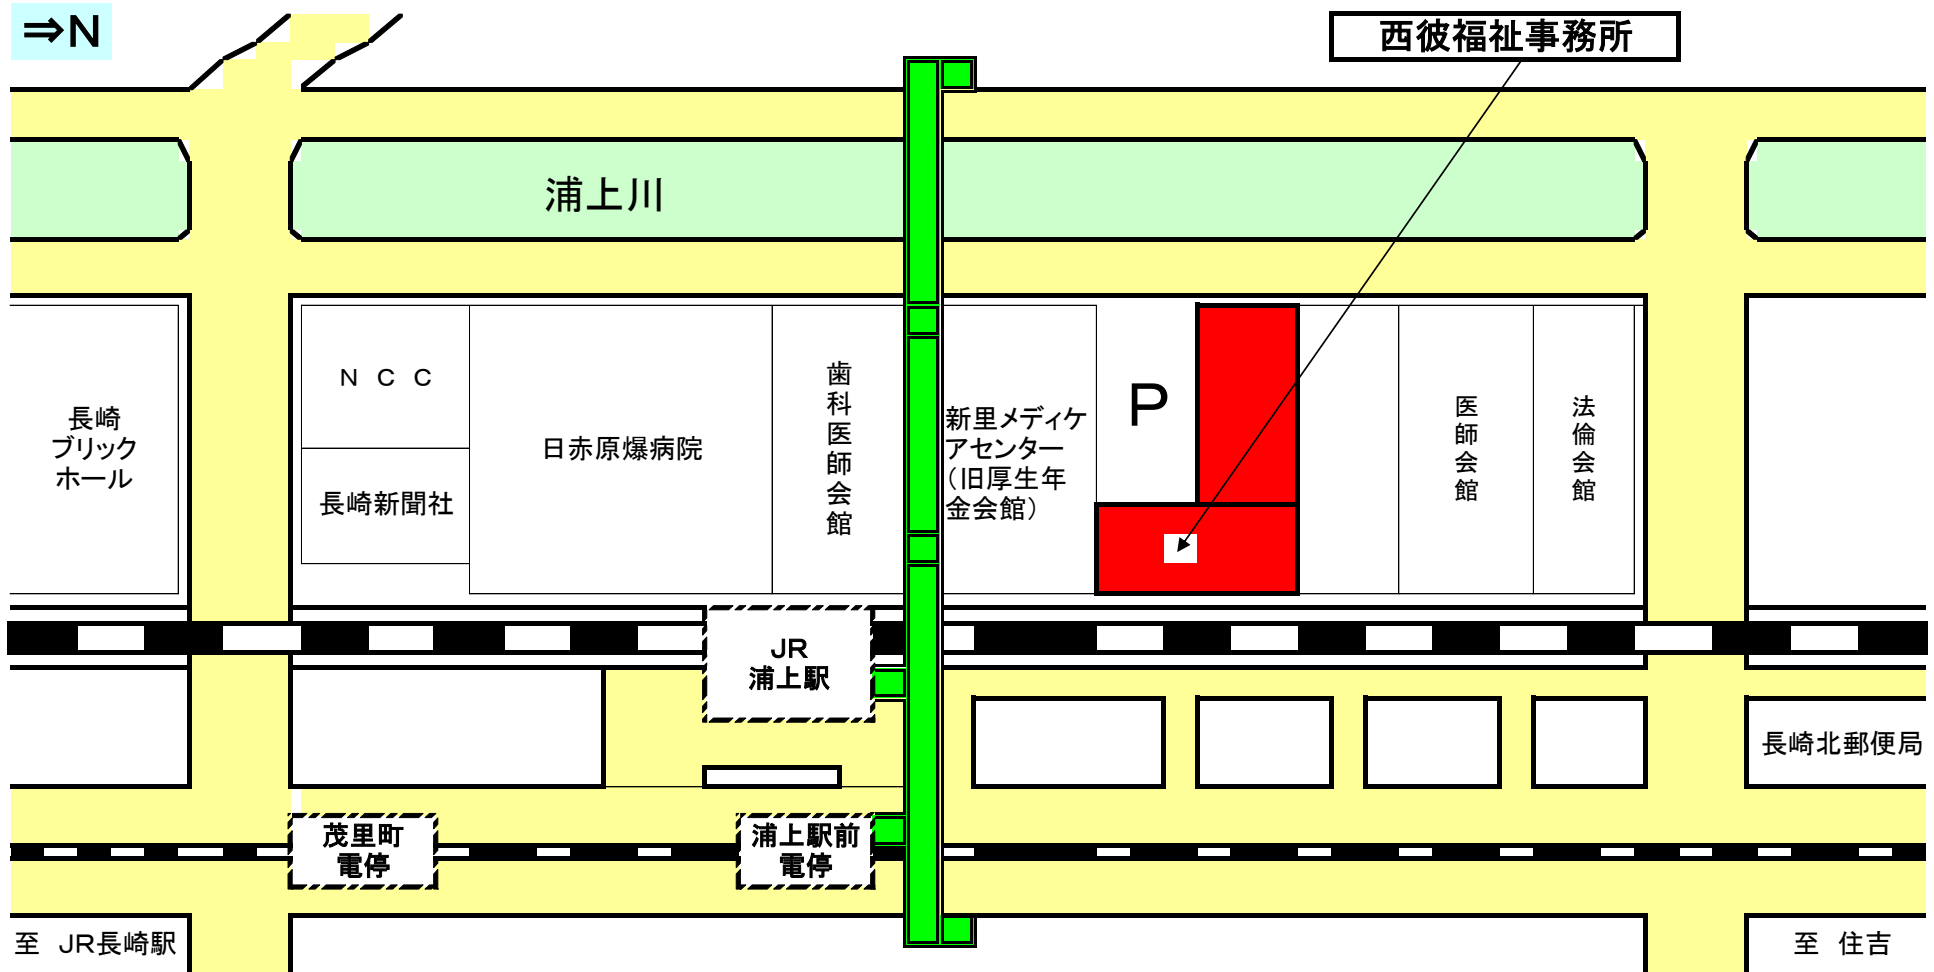 ⇒N
西彼福祉事務所
浦上川
長崎
ブリック
ホール
NCC
長崎新聞社
日赤原爆病院
歯科医師会館
新里メディケ
アセンター
（旧厚生年
金会館）
P
医師会館
法倫会館
JR
浦上駅
長崎北郵便局
茂里町
電停
浦上駅前
電停
至　JR長崎駅
至　住吉